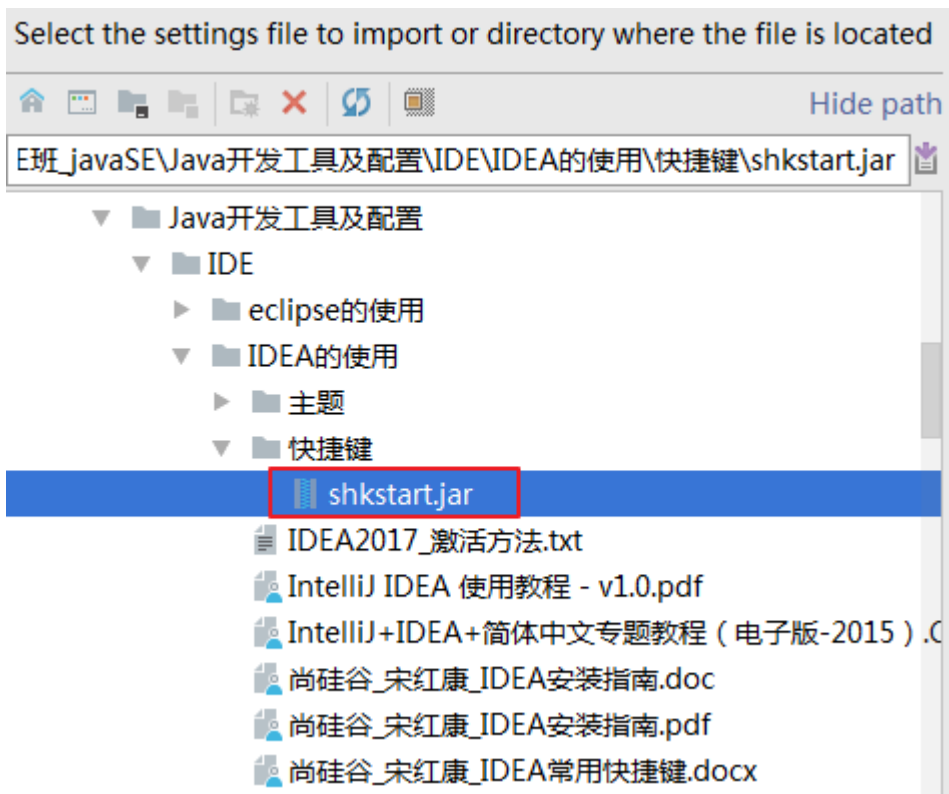 Select the settings file to import or directory where the file is located
Hide path
E班_javaSE\Java开发工具及配置\IDE\IDEA的使用\快捷键\shkstart.jar
Java开发工具及配置
IDE
eclipse的使用
IDEA的使用
主题
快捷键
shkstart.jar
IDEA2017_激活方法.txt
IntelliJ IDEA 使用教程 - v1.0.pdf
IntelliJ+IDEA+简体中文专题教程（电子版-2015）.C
尚硅谷_宋红康_IDEA安装指南.doc
尚硅谷_宋红康_IDEA安装指南.pdf
尚硅谷_宋红康_IDEA常用快捷键.docx